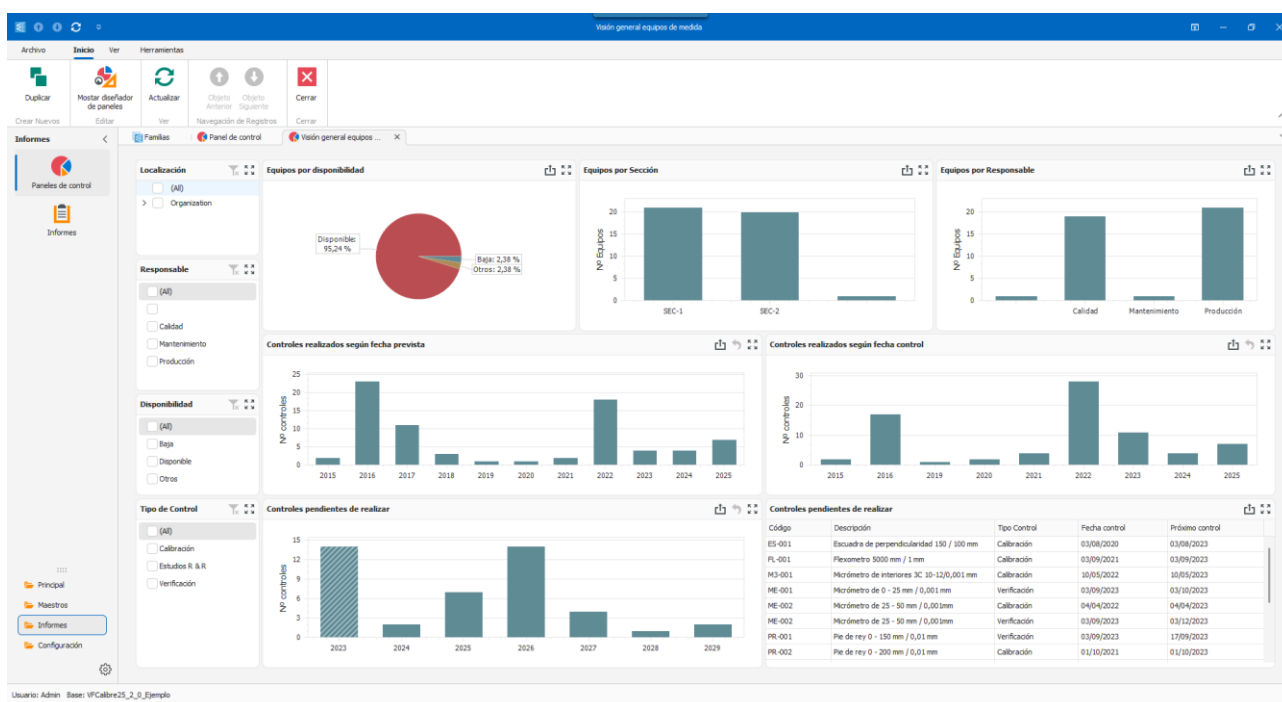 Visión general equipos de medida
Archivo Inicio Ver Herramientas
Duplicar
Mostar diseñador de paneles
Actualizar
Objeto Anterior
Objeto Siguiente
Cerrar
Crear Nuevos Editar Ver Navegación de Registros Cerrar
Informes
Familias Panel de control Visión general equipos ...
Paneles de control
Informes
Localización
(All)
Organization
Responsable
(All)
Calidad
Mantenimiento
Producción
Disponibilidad
(All)
Baja
Disponible
Otros
Tipo de Control
(All)
Calibración
Estudios R & R
Verificación
Equipos por disponibilidad
Disponible: 95,24 %
Baja: 2,38 %
Otros: 2,38 %
Equipos por Sección
Nº Equipos
20
15
10
5
0
SEC-1 SEC-2
Equipos por Responsable
Nº Equipos
20
15
10
5
0
Calidad Mantenimiento Producción
Controles realizados según fecha prevista
Nº controles
25
20
15
10
5
0
2015 2016 2017 2018 2019 2020 2021 2022 2023 2024 2025
Controles realizados según fecha control
Nº controles
30
20
10
0
2015 2016 2019 2020 2021 2022 2023 2024 2025
Controles pendientes de realizar
Nº controles
15
12
9
6
3
0
2023 2024 2025 2026 2027 2028 2029
Controles pendientes de realizar
Código Descripción Tipo Control Fecha control Próximo control
ES-001 Escuadra de perpendicularidad 150 / 100 mm Calibración 03/08/2020 03/08/2023
FL-001 Flexometro 5000 mm / 1 mm Calibración 03/09/2021 03/09/2023
M3-001 Micrómetro de interiores 3C 10-12/0,001 mm Calibración 10/05/2022 10/05/2023
ME-001 Micrómetro de 0 - 25 mm / 0,001 mm Verificación 03/09/2023 03/10/2023
ME-002 Micrómetro de 25 - 50 mm / 0,001mm Calibración 04/04/2022 04/04/2023
ME-002 Micrómetro de 25 - 50 mm / 0,001mm Verificación 03/09/2023 03/12/2023
PR-001 Pie de rey 0 - 150 mm / 0,01 mm Verificación 03/09/2023 17/09/2023
PR-002 Pie de rey 0 - 200 mm / 0,01 mm Calibración 01/10/2021 01/10/2023
Principal
Maestros
Informes
Configuración
Usuario: Admin Base: VFCalibre25_2_0_Ejemplo